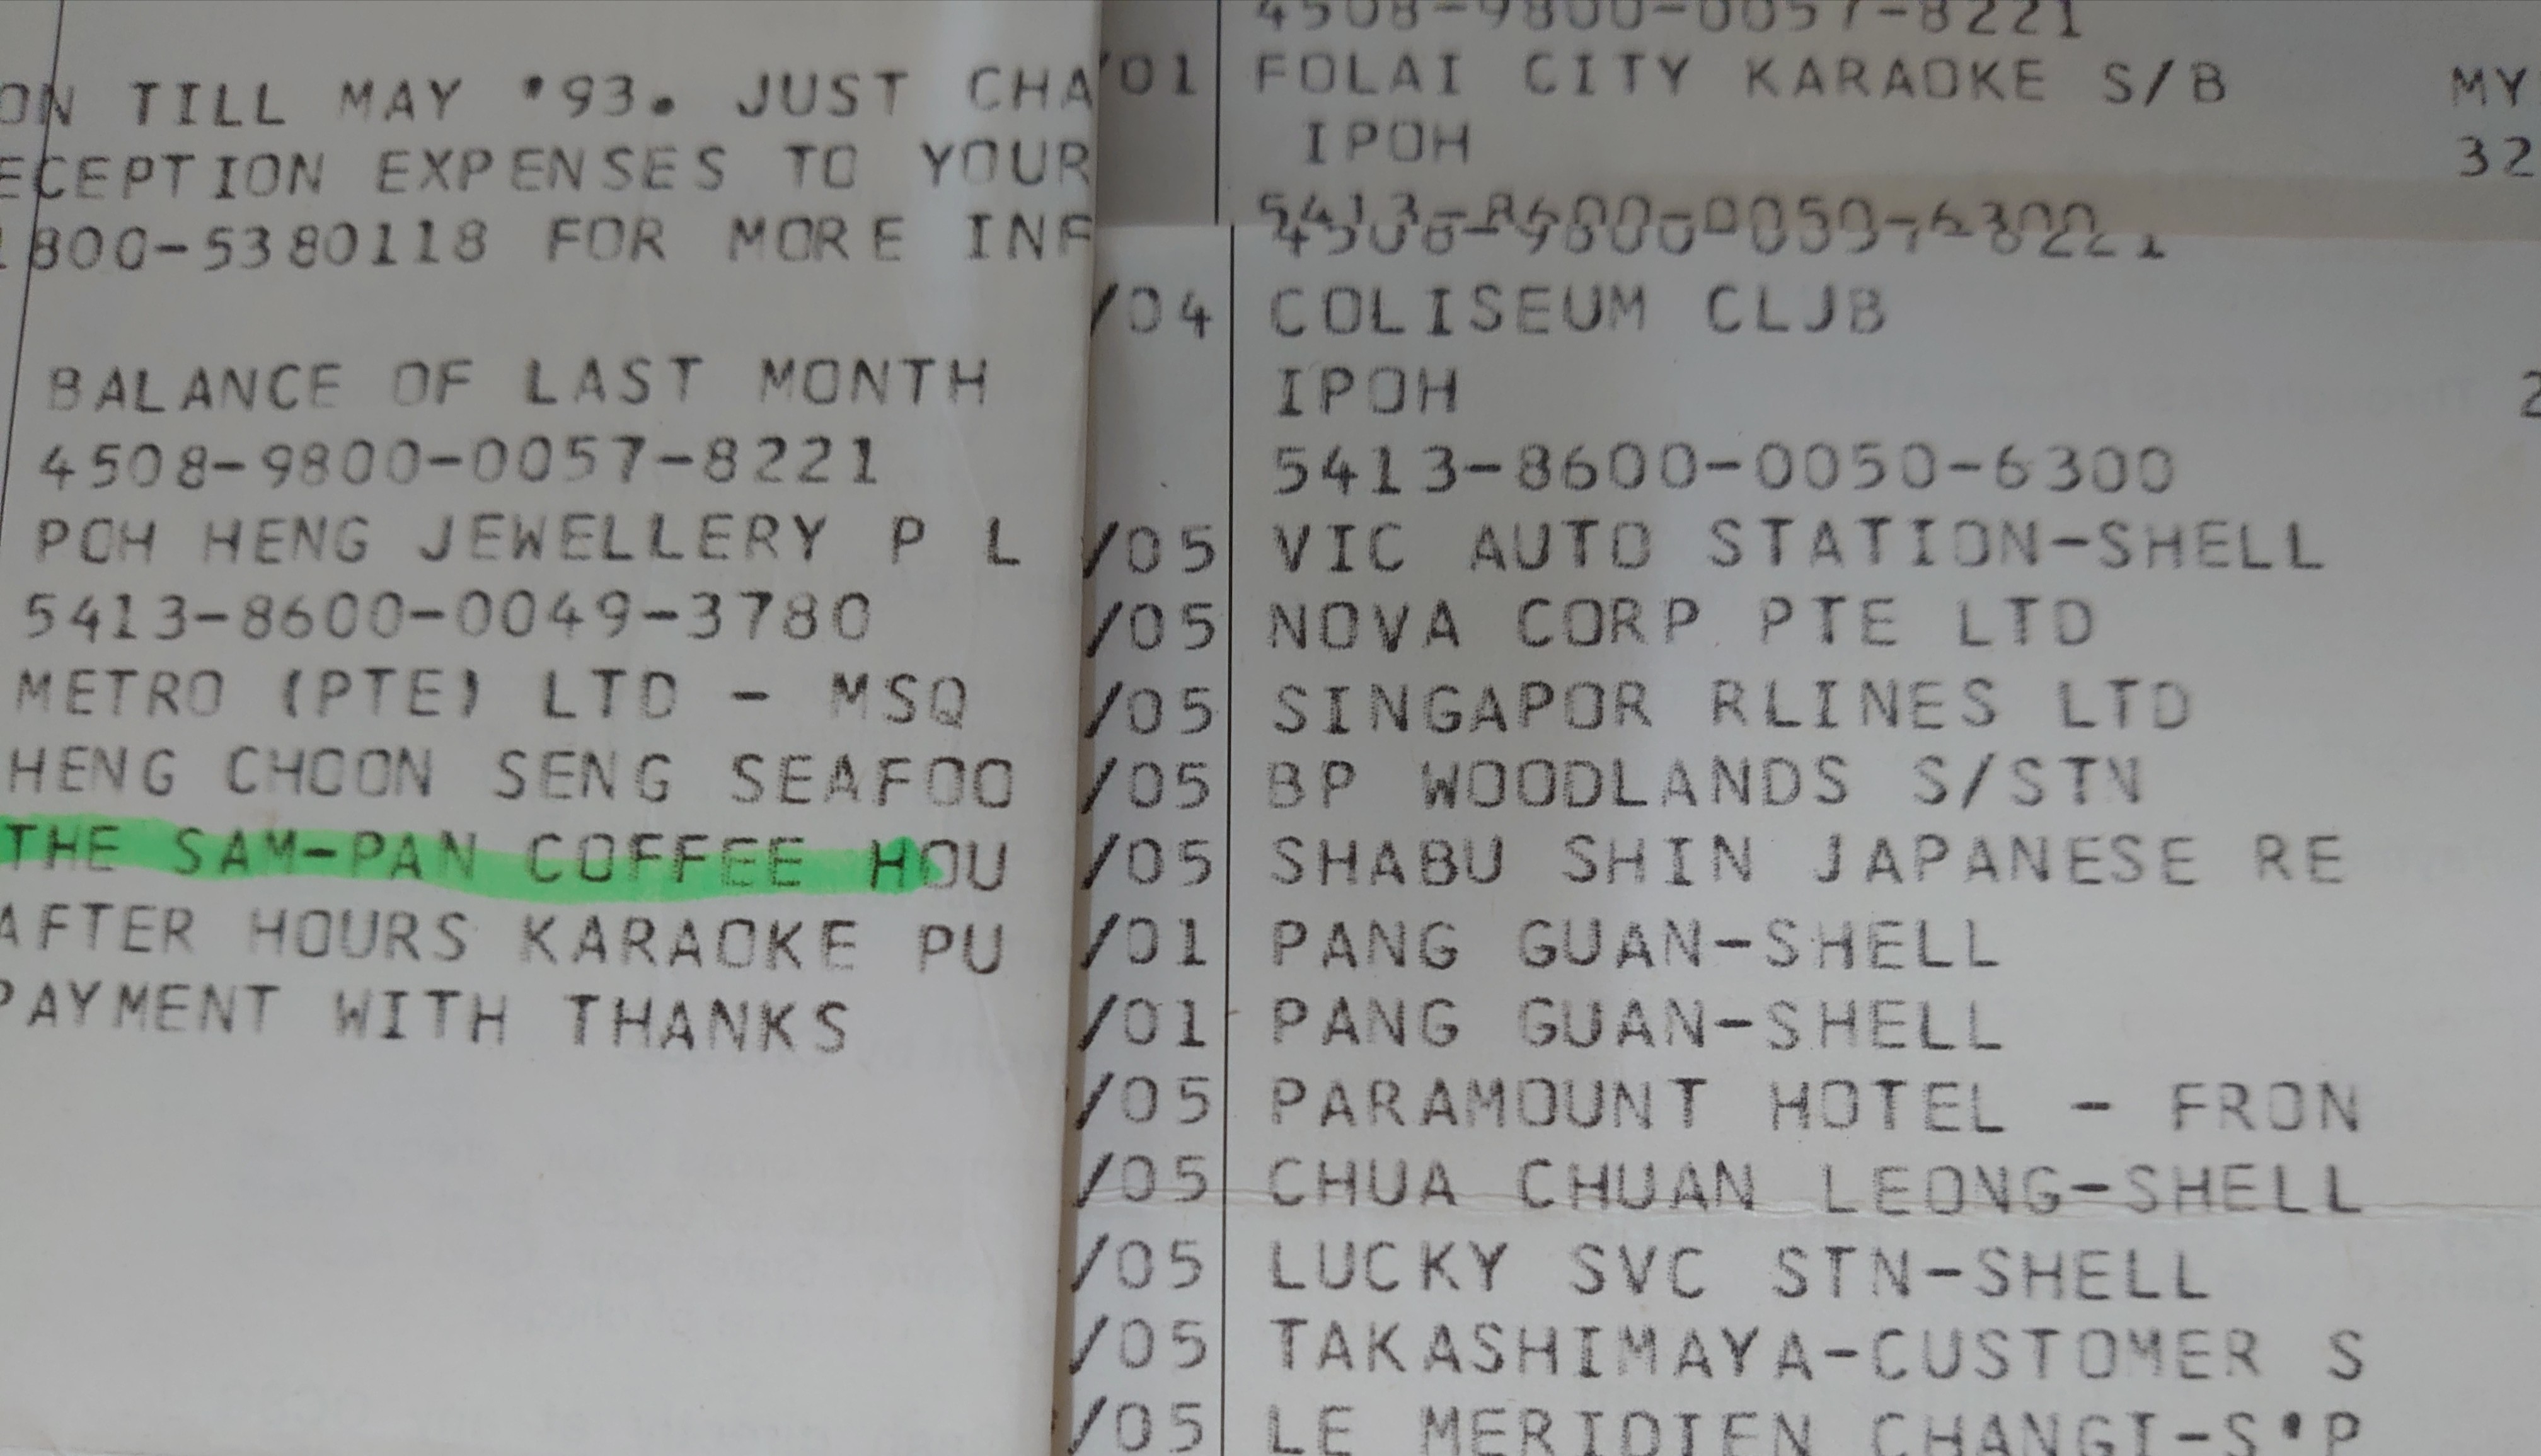 ON TILL MAY '93. JUST CHA
ECEPTION EXPENSES TO YOUR
1800-5380118 FOR MORE INF
BALANCE OF LAST MONTH
4508-9800-0057-8221
POH HENG JEWELLERY P L
5413-8600-0049-3780
METRO (PTE) LTD - MSQ
HENG CHOON SENG SEAFOO
THE SAM-PAN COFFEE HOU
AFTER HOURS KARAOKE PU
PAYMENT WITH THANKS
4508-9800-0057-8221
/01 FOLAI CITY KARAOKE S/B MY
IPOH 32
/04 COLISEUM CLJB
IPOH 2
5413-8600-0050-6300
/05 VIC AUTO STATION-SHELL
/05 NOVA CORP PTE LTD
/05 SINGAPOR RLINES LTD
/05 BP WOODLANDS S/STN
/05 SHABU SHIN JAPANESE RE
/01 PANG GUAN-SHELL
/01 PANG GUAN-SHELL
/05 PARAMOUNT HOTEL - FRON
/05 CHUA CHUAN LEONG-SHELL
/05 LUCKY SVC STN-SHELL
/05 TAKASHIMAYA-CUSTOMER S
/05 LE MERIDIEN CHANGI-S'P